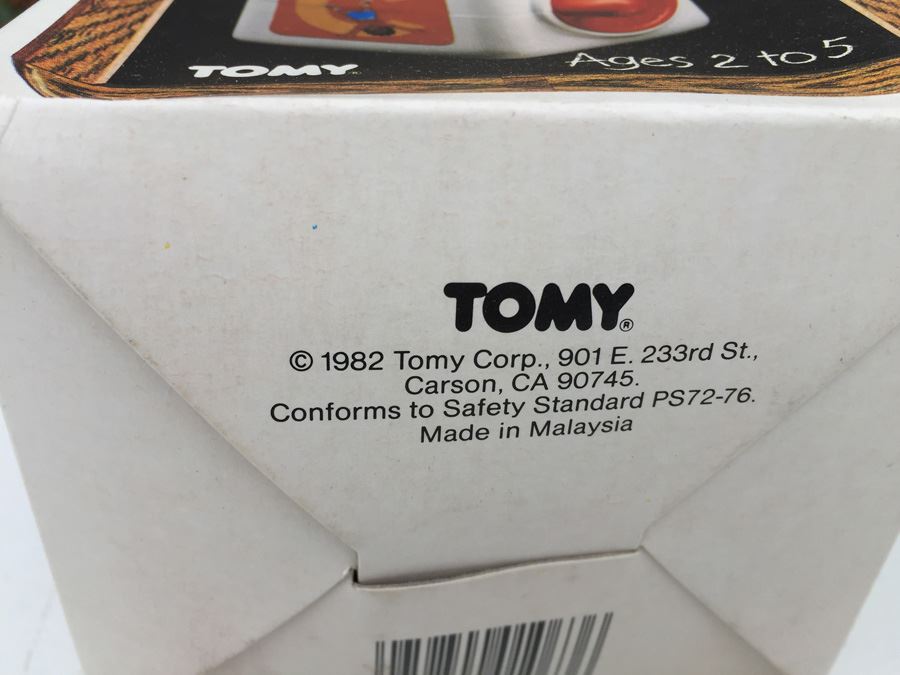 TOMY
Ages 2 to 5
TOMY®
© 1982 Tomy Corp., 901 E. 233rd St.,
Carson, CA 90745.
Conforms to Safety Standard PS72-76.
Made in Malaysia